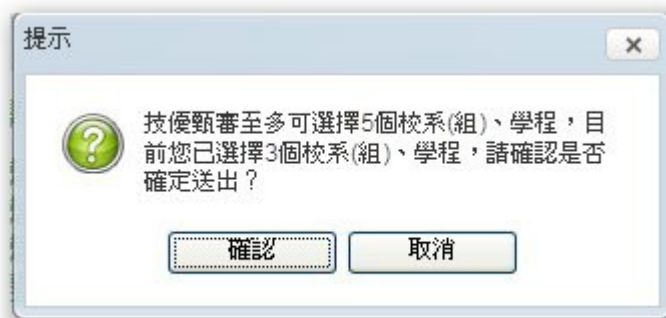 提示
技優甄審至多可選擇5個校系(組)、學程，目
前您已選擇3個校系(組)、學程，請確認是否
確定送出？
確認
取消